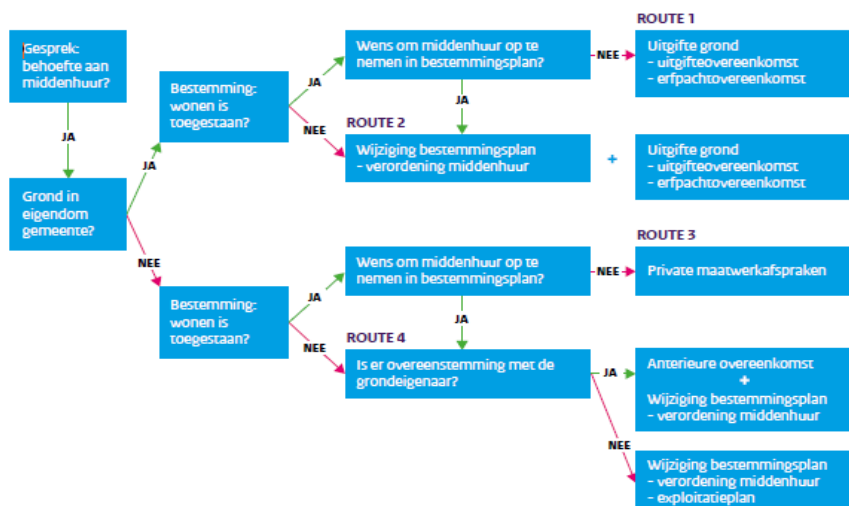 Gesprek:
behoefte aan
middenhuur?
JA
Grond in
eigendom
gemeente?
JA
NEE
Bestemming:
wonen is
toegestaan?
JA
NEE
Wens om middenhuur op te
nemen in bestemmingsplan?
NEE
JA
ROUTE 1
Uitgifte grond
- uitgifteovereenkomst
- erfpachtovereenkomst
ROUTE 2
Wijziging bestemmingsplan
- verordening middenhuur
+
Uitgifte grond
- uitgifteovereenkomst
- erfpachtovereenkomst
Bestemming:
wonen is
toegestaan?
JA
NEE
Wens om middenhuur op te
nemen in bestemmingsplan?
NEE
JA
ROUTE 3
Private maatwerkafspraken
ROUTE 4
Is er overeenstemming met de
grondeigenaar?
JA
NEE
Anterieure overeenkomst
+
Wijziging bestemmingsplan
- verordening middenhuur
Wijziging bestemmingsplan
- verordening middenhuur
- exploitatieplan